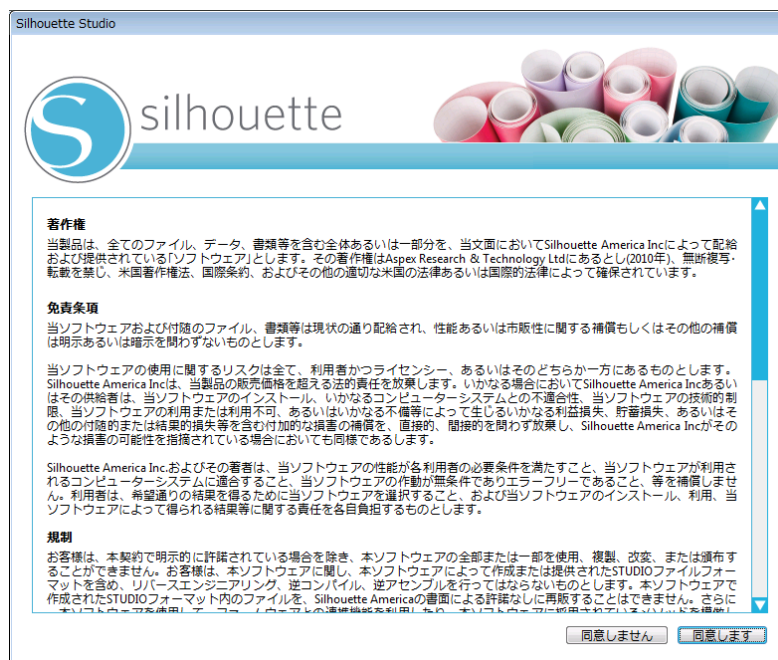 Silhouette Studio
S silhouette
著作権
当製品は、全てのファイル、データ、書類等を含む全体あるいは一部分を、当文面においてSilhouette America Incによって配給
および提供されている「ソフトウェア」とします。その著作権はAspex Research & Technology Ltdにあるとし(2010年)、無断複写・
転載を禁じ、米国著作権法、国際条約、およびその他の適切な米国の法律あるいは国際的法律によって確保されています。
免責条項
当ソフトウェアおよび付随のファイル、書類等は現状の通り配給され、性能あるいは市販性に関する補償もしくはその他の補償
は明示あるいは暗示を問わずないものとします。
当ソフトウェアの使用に関するリスクは全て、利用者かつライセンシー、あるいはそのどちらか一方にあるものとします。
Silhouette America Incは、当製品の販売価格を超える法的責任を放棄します。いかなる場合においてSilhouette America Incあるい
はその供給者は、当ソフトウェアのインストール、いかなるコンピューターシステムとの不適合性、当ソフトウェアの技術的制
限、当ソフトウェアの利用または利用不可、あるいはいかなる不備等によって生じるいかなる利益損失、貯蓄損失、あるいはそ
の他の付随的または結果的損失等を含む付加的な損害の補償を、直接的、間接的を問わず放棄し、Silhouette America Incがその
ような損害の可能性を指摘されている場合においても同様であるします。
Silhouette America Inc.およびその著者は、当ソフトウェアの性能が各利用者の必要条件を満たすこと、当ソフトウェアが利用さ
れるコンピューターシステムに適合すること、当ソフトウェアの作動が無条件でありエラーフリーであること、等を補償しませ
ん。利用者は、希望通りの結果を得るために当ソフトウェアを選択すること、および当ソフトウェアのインストール、利用、当
ソフトウェアによって得られる結果等に関する責任を各自負担するものとします。
規制
お客様は、本契約で明示的に許諾されている場合を除き、本ソフトウェアの全部または一部を使用、複製、改変、または頒布す
ることができません。お客様は、本ソフトウェアに関し、本ソフトウェアによって作成または提供されたSTUDIOファイルフォー
マットを含め、リバースエンジニアリング、逆コンパイル、逆アセンブルを行ってはならないものとします。本ソフトウェアで
作成されたSTUDIOフォーマット内のファイルを、Silhouette Americaの書面による許諾なしに再販することはできません。さらに
同意しません 同意します